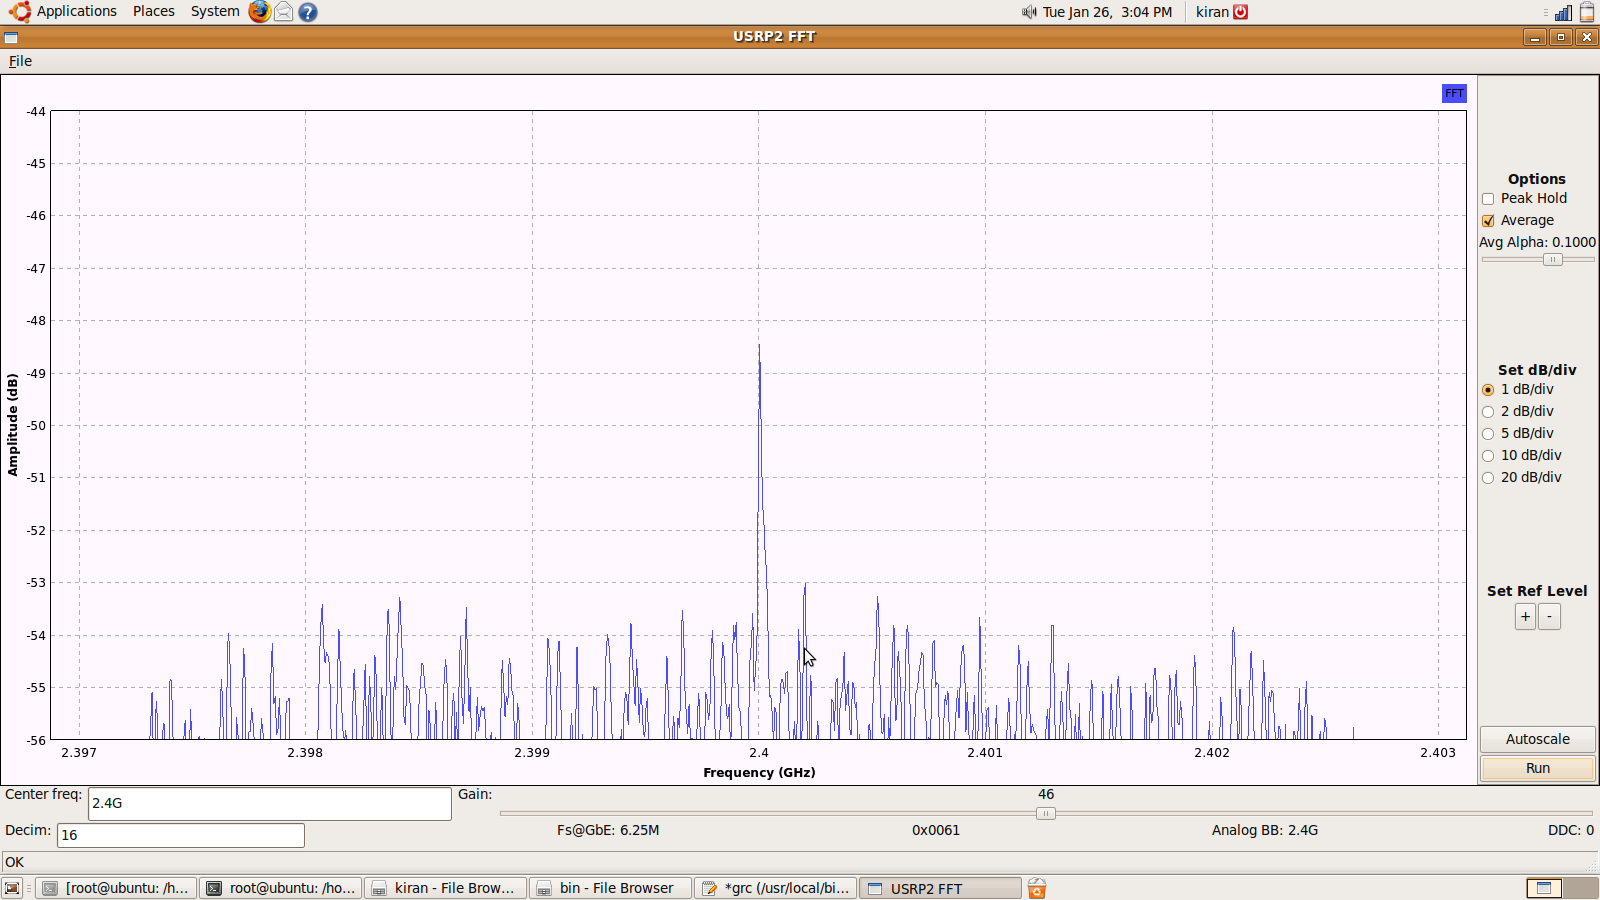 Applications Places System Tue Jan 26, 3:04 PM kiran
USRP2 FFT
File
FFT
-44
-45
-46
-47
-48
-49
-50
-51
-52
-53
-54
-55
-56
Amplitude (dB)
2.397 2.398 2.399 2.4 2.401 2.402 2.403
Frequency (GHz)
Options
Peak Hold
Average
Avg Alpha: 0.1000
Set dB/div
1 dB/div
2 dB/div
5 dB/div
10 dB/div
20 dB/div
Set Ref Level
+ -
Autoscale
Run
Center freq: 2.4G Gain: 46
Decim: 16 Fs@GbE: 6.25M 0x0061 Analog BB: 2.4G DDC: 0
OK
[root@ubuntu: /h... root@ubuntu: /ho... kiran - File Brow... bin - File Browser *grc (/usr/local/bi... USRP2 FFT